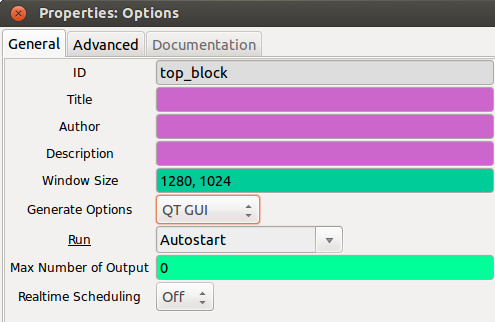 Properties: Options
General Advanced Documentation
ID top_block
Title
Author
Description
Window Size 1280, 1024
Generate Options QT GUI
Run Autostart
Max Number of Output 0
Realtime Scheduling Off